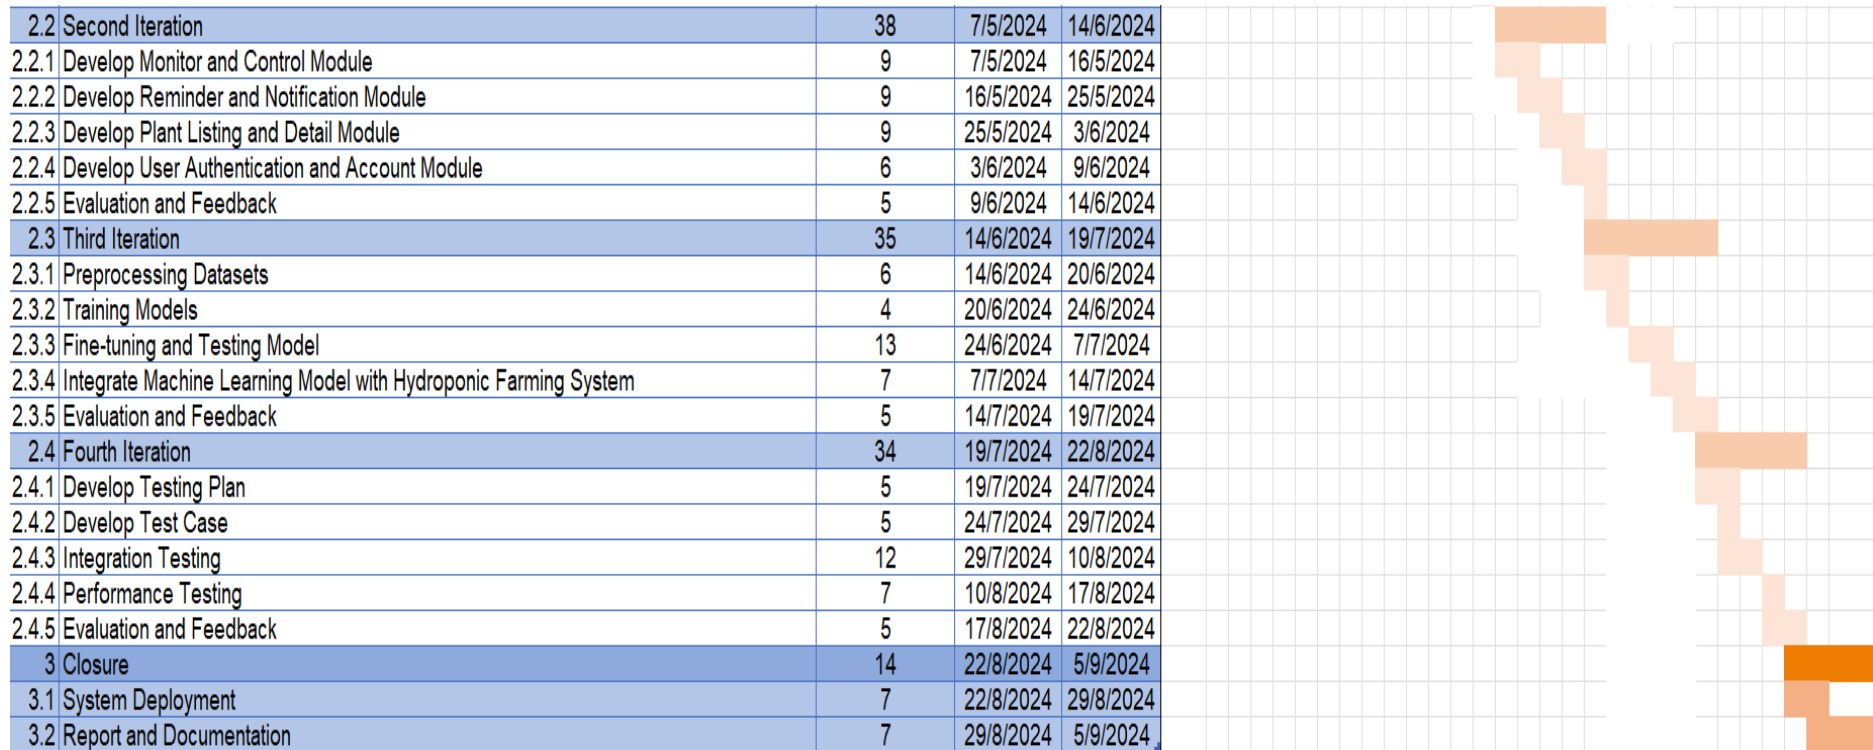 2.2 Second Iteration 38 7/5/2024 14/6/2024
2.2.1 Develop Monitor and Control Module 9 7/5/2024 16/5/2024
2.2.2 Develop Reminder and Notification Module 9 16/5/2024 25/5/2024
2.2.3 Develop Plant Listing and Detail Module 9 25/5/2024 3/6/2024
2.2.4 Develop User Authentication and Account Module 6 3/6/2024 9/6/2024
2.2.5 Evaluation and Feedback 5 9/6/2024 14/6/2024
2.3 Third Iteration 35 14/6/2024 19/7/2024
2.3.1 Preprocessing Datasets 6 14/6/2024 20/6/2024
2.3.2 Training Models 4 20/6/2024 24/6/2024
2.3.3 Fine-tuning and Testing Model 13 24/6/2024 7/7/2024
2.3.4 Integrate Machine Learning Model with Hydroponic Farming System 7 7/7/2024 14/7/2024
2.3.5 Evaluation and Feedback 5 14/7/2024 19/7/2024
2.4 Fourth Iteration 34 19/7/2024 22/8/2024
2.4.1 Develop Testing Plan 5 19/7/2024 24/7/2024
2.4.2 Develop Test Case 5 24/7/2024 29/7/2024
2.4.3 Integration Testing 12 29/7/2024 10/8/2024
2.4.4 Performance Testing 7 10/8/2024 17/8/2024
2.4.5 Evaluation and Feedback 5 17/8/2024 22/8/2024
3 Closure 14 22/8/2024 5/9/2024
3.1 System Deployment 7 22/8/2024 29/8/2024
3.2 Report and Documentation 7 29/8/2024 5/9/2024